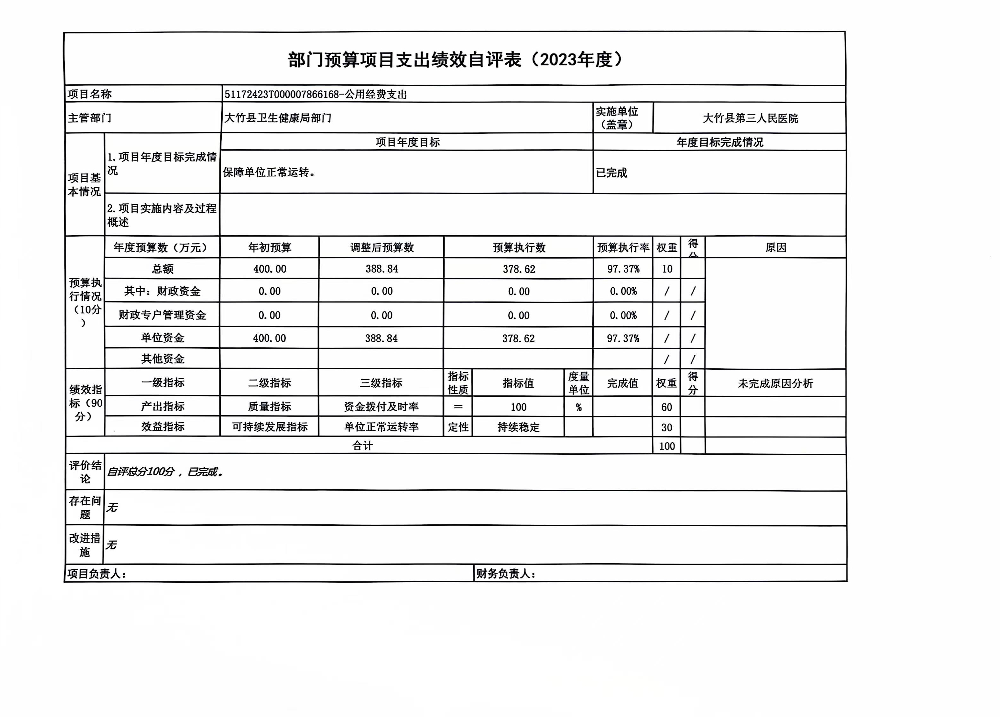 部门预算项目支出绩效自评表（2023年度）
项目名称 51172423T000007866168-公用经费支出
主管部门 大竹县卫生健康局部门 实施单位（盖章） 大竹县第三人民医院
项目基本情况 1.项目年度目标完成情况 项目年度目标 年度目标完成情况
保障单位正常运转。 已完成
2.项目实施内容及过程概述
预算执行情况（10分） 年度预算数（万元） 年初预算 调整后预算数 预算执行数 预算执行率 权重 得分 原因
总额 400.00 388.84 378.62 97.37% 10
其中：财政资金 0.00 0.00 0.00 0.00% / /
财政专户管理资金 0.00 0.00 0.00 0.00% / /
单位资金 400.00 388.84 378.62 97.37% / /
其他资金 / /
绩效指标（90分） 一级指标 二级指标 三级指标 指标性质 指标值 度量单位 完成值 权重 得分 未完成原因分析
产出指标 质量指标 资金拨付及时率 ＝ 100 % 60
效益指标 可持续发展指标 单位正常运转率 定性 持续稳定 30
合计 100
评价结论 自评总分100分，已完成。
存在问题 无
改进措施 无
项目负责人： 财务负责人：